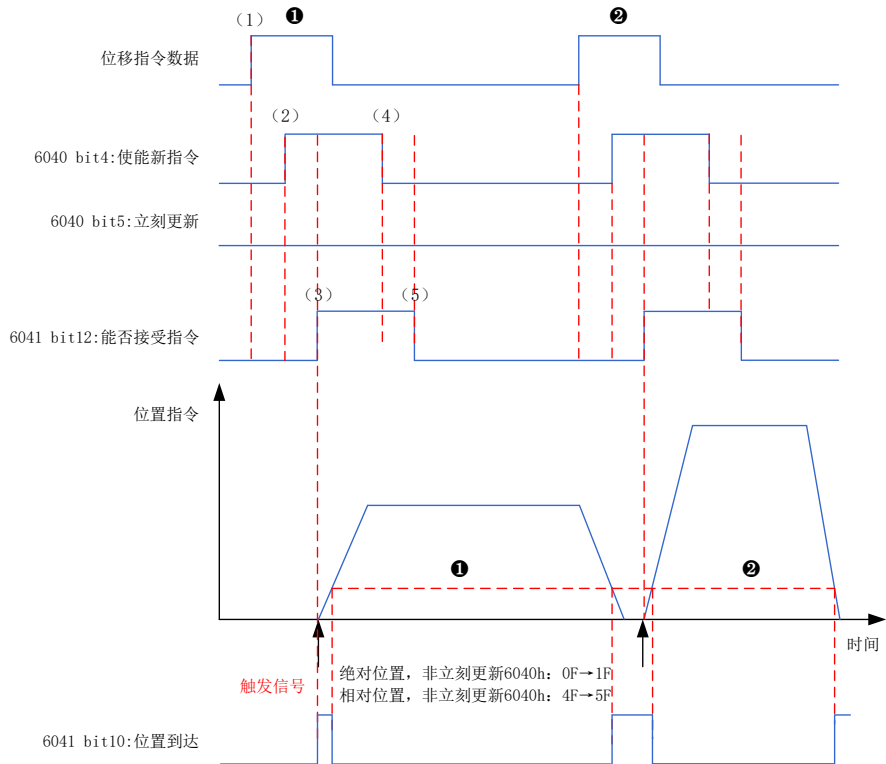 （1）
❶
❷
位移指令数据
（2）
（4）
6040 bit4:使能新指令
6040 bit5:立刻更新
（3）
（5）
6041 bit12:能否接受指令
位置指令
❶
❷
时间
触发信号
绝对位置，非立刻更新6040h：0F→1F
相对位置，非立刻更新6040h：4F→5F
6041 bit10:位置到达